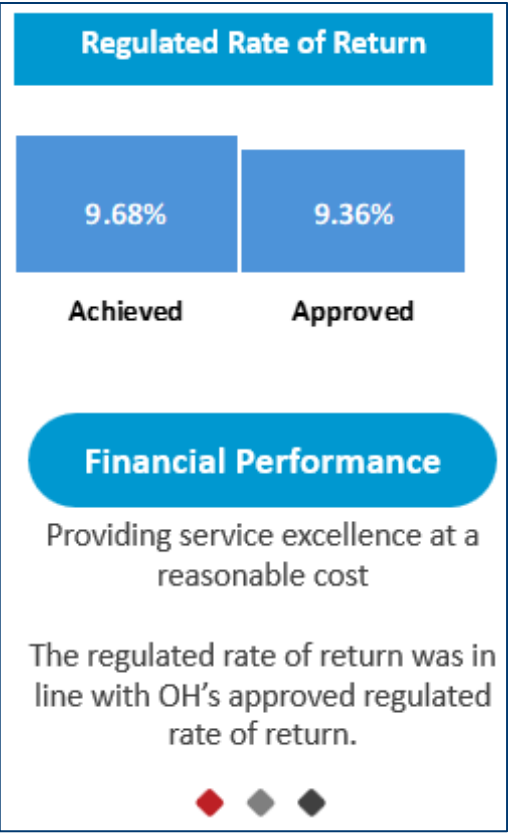 Regulated Rate of Return
9.68%
9.36%
Achieved
Approved
Financial Performance
Providing service excellence at a
reasonable cost
The regulated rate of return was in
line with OH's approved regulated
rate of return.